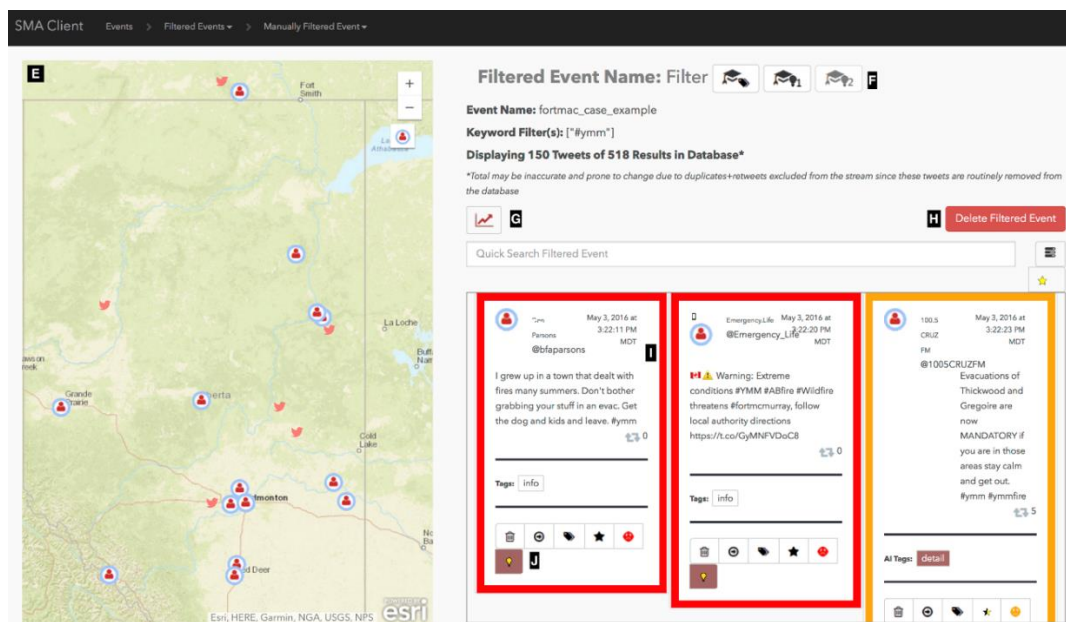 SMA Client Events > Filtered Events > Manually Filtered Event
E
Fort
Smith
+
−
Athabasca
La Loche
Grande
Prairie
Cold
Lake
Edmonton
Red Deer
Esri, HERE, Garmin, NGA, USGS, NPS
POWERED BY
esri
Filtered Event Name: Filter
1
2
F
Event Name: fortmac_case_example
Keyword Filter(s): ["#ymm"]
Displaying 150 Tweets of 518 Results in Database*
*Total may be inaccurate and prone to change due to duplicates+retweets excluded from the stream since these tweets are routinely removed from
the database
G
H
Delete Filtered Event
Quick Search Filtered Event
Parsons
@bfaparsons
May 3, 2016 at
3:22:11 PM
MDT
I
I grew up in a town that dealt with
fires many summers. Don't bother
grabbing your stuff in an evac. Get
the dog and kids and leave. #ymm
0
Tags: info
J
Emergency.Life
@Emergency_Life
May 3, 2016 at
3:22:20 PM
MDT
Warning: Extreme
conditions #YMM #ABfire #Wildfire
threatens #fortmcmurray, follow
local authority directions
https://t.co/GyMNFVDoC8
0
Tags: info
100.5
CRUZ
FM
@1005CRUZFM
May 3, 2016 at
3:22:23 PM
MDT
Evacuations of
Thickwood and
Gregoire are
now
MANDATORY if
you are in those
areas stay calm
and get out.
#ymm #ymmfire
5
AI Tags: detail